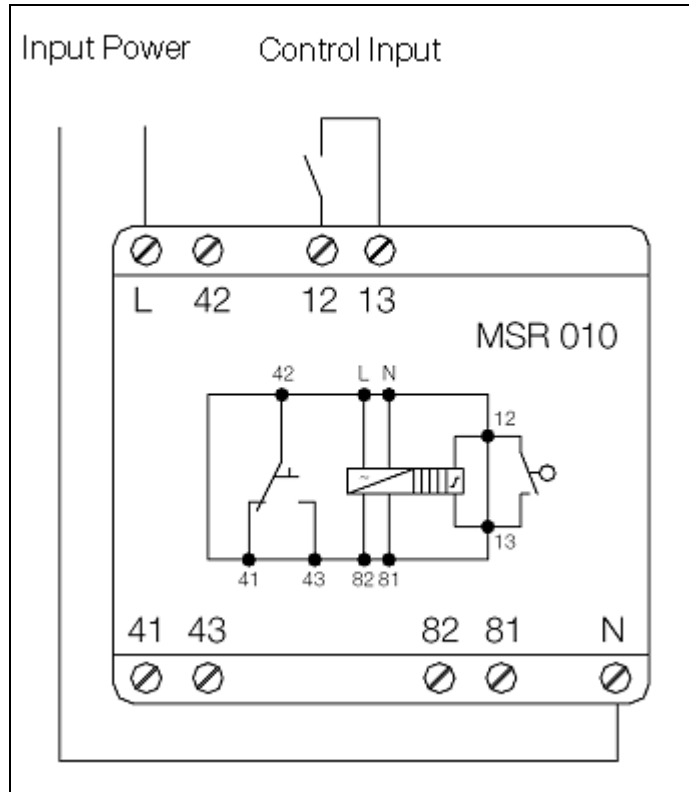 Input Power Control Input
L 42 12 13
MSR 010
42 L N
12
~
13
41 43 82 81
41 43 82 81 N